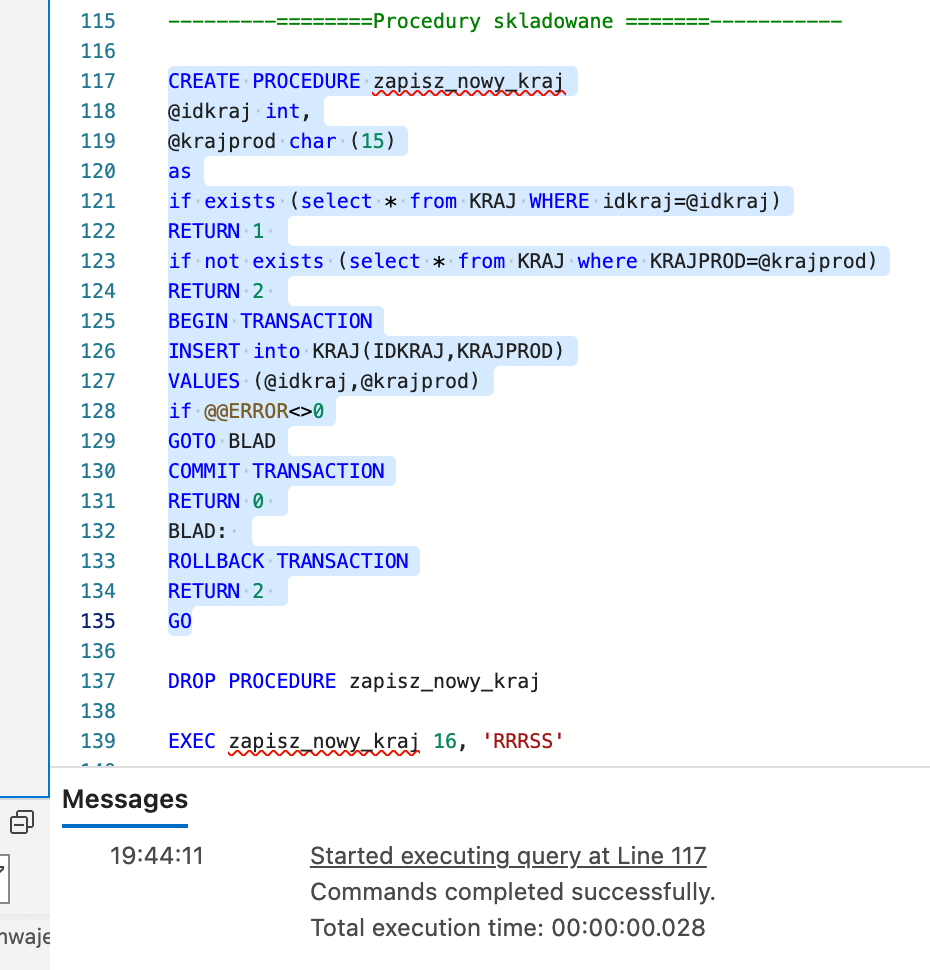 115 ---------========Procedury skladowane =======-----------
116
117 CREATE PROCEDURE zapisz_nowy_kraj
118 @idkraj int,
119 @krajprod char (15)
120 as
121 if exists (select * from KRAJ WHERE idkraj=@idkraj)
122 RETURN 1
123 if not exists (select * from KRAJ where KRAJPROD=@krajprod)
124 RETURN 2
125 BEGIN TRANSACTION
126 INSERT into KRAJ(IDKRAJ,KRAJPROD)
127 VALUES (@idkraj,@krajprod)
128 if @@ERROR<>0
129 GOTO BLAD
130 COMMIT TRANSACTION
131 RETURN 0
132 BLAD:
133 ROLLBACK TRANSACTION
134 RETURN 2
135 GO
136
137 DROP PROCEDURE zapisz_nowy_kraj
138
139 EXEC zapisz_nowy_kraj 16, 'RRRSS'
Messages
19:44:11 Started executing query at Line 117
Commands completed successfully.
Total execution time: 00:00:00.028